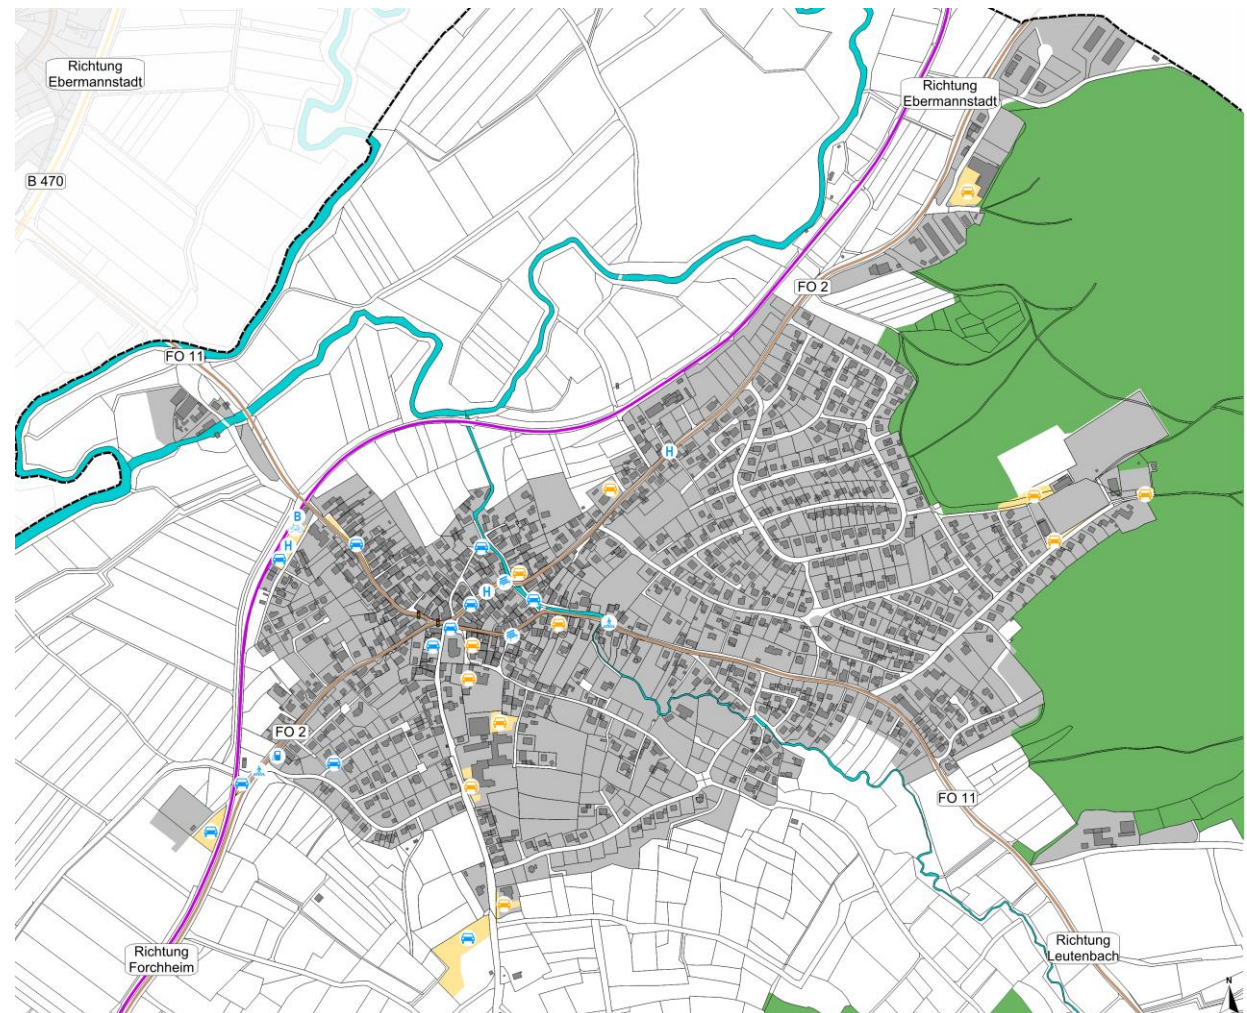 Richtung
Ebermannstadt
Richtung
Ebermannstadt
B 470
FO 2
FO 11
H
B
H
H
FO 2
FO 11
Richtung
Forchheim
Richtung
Leutenbach
N